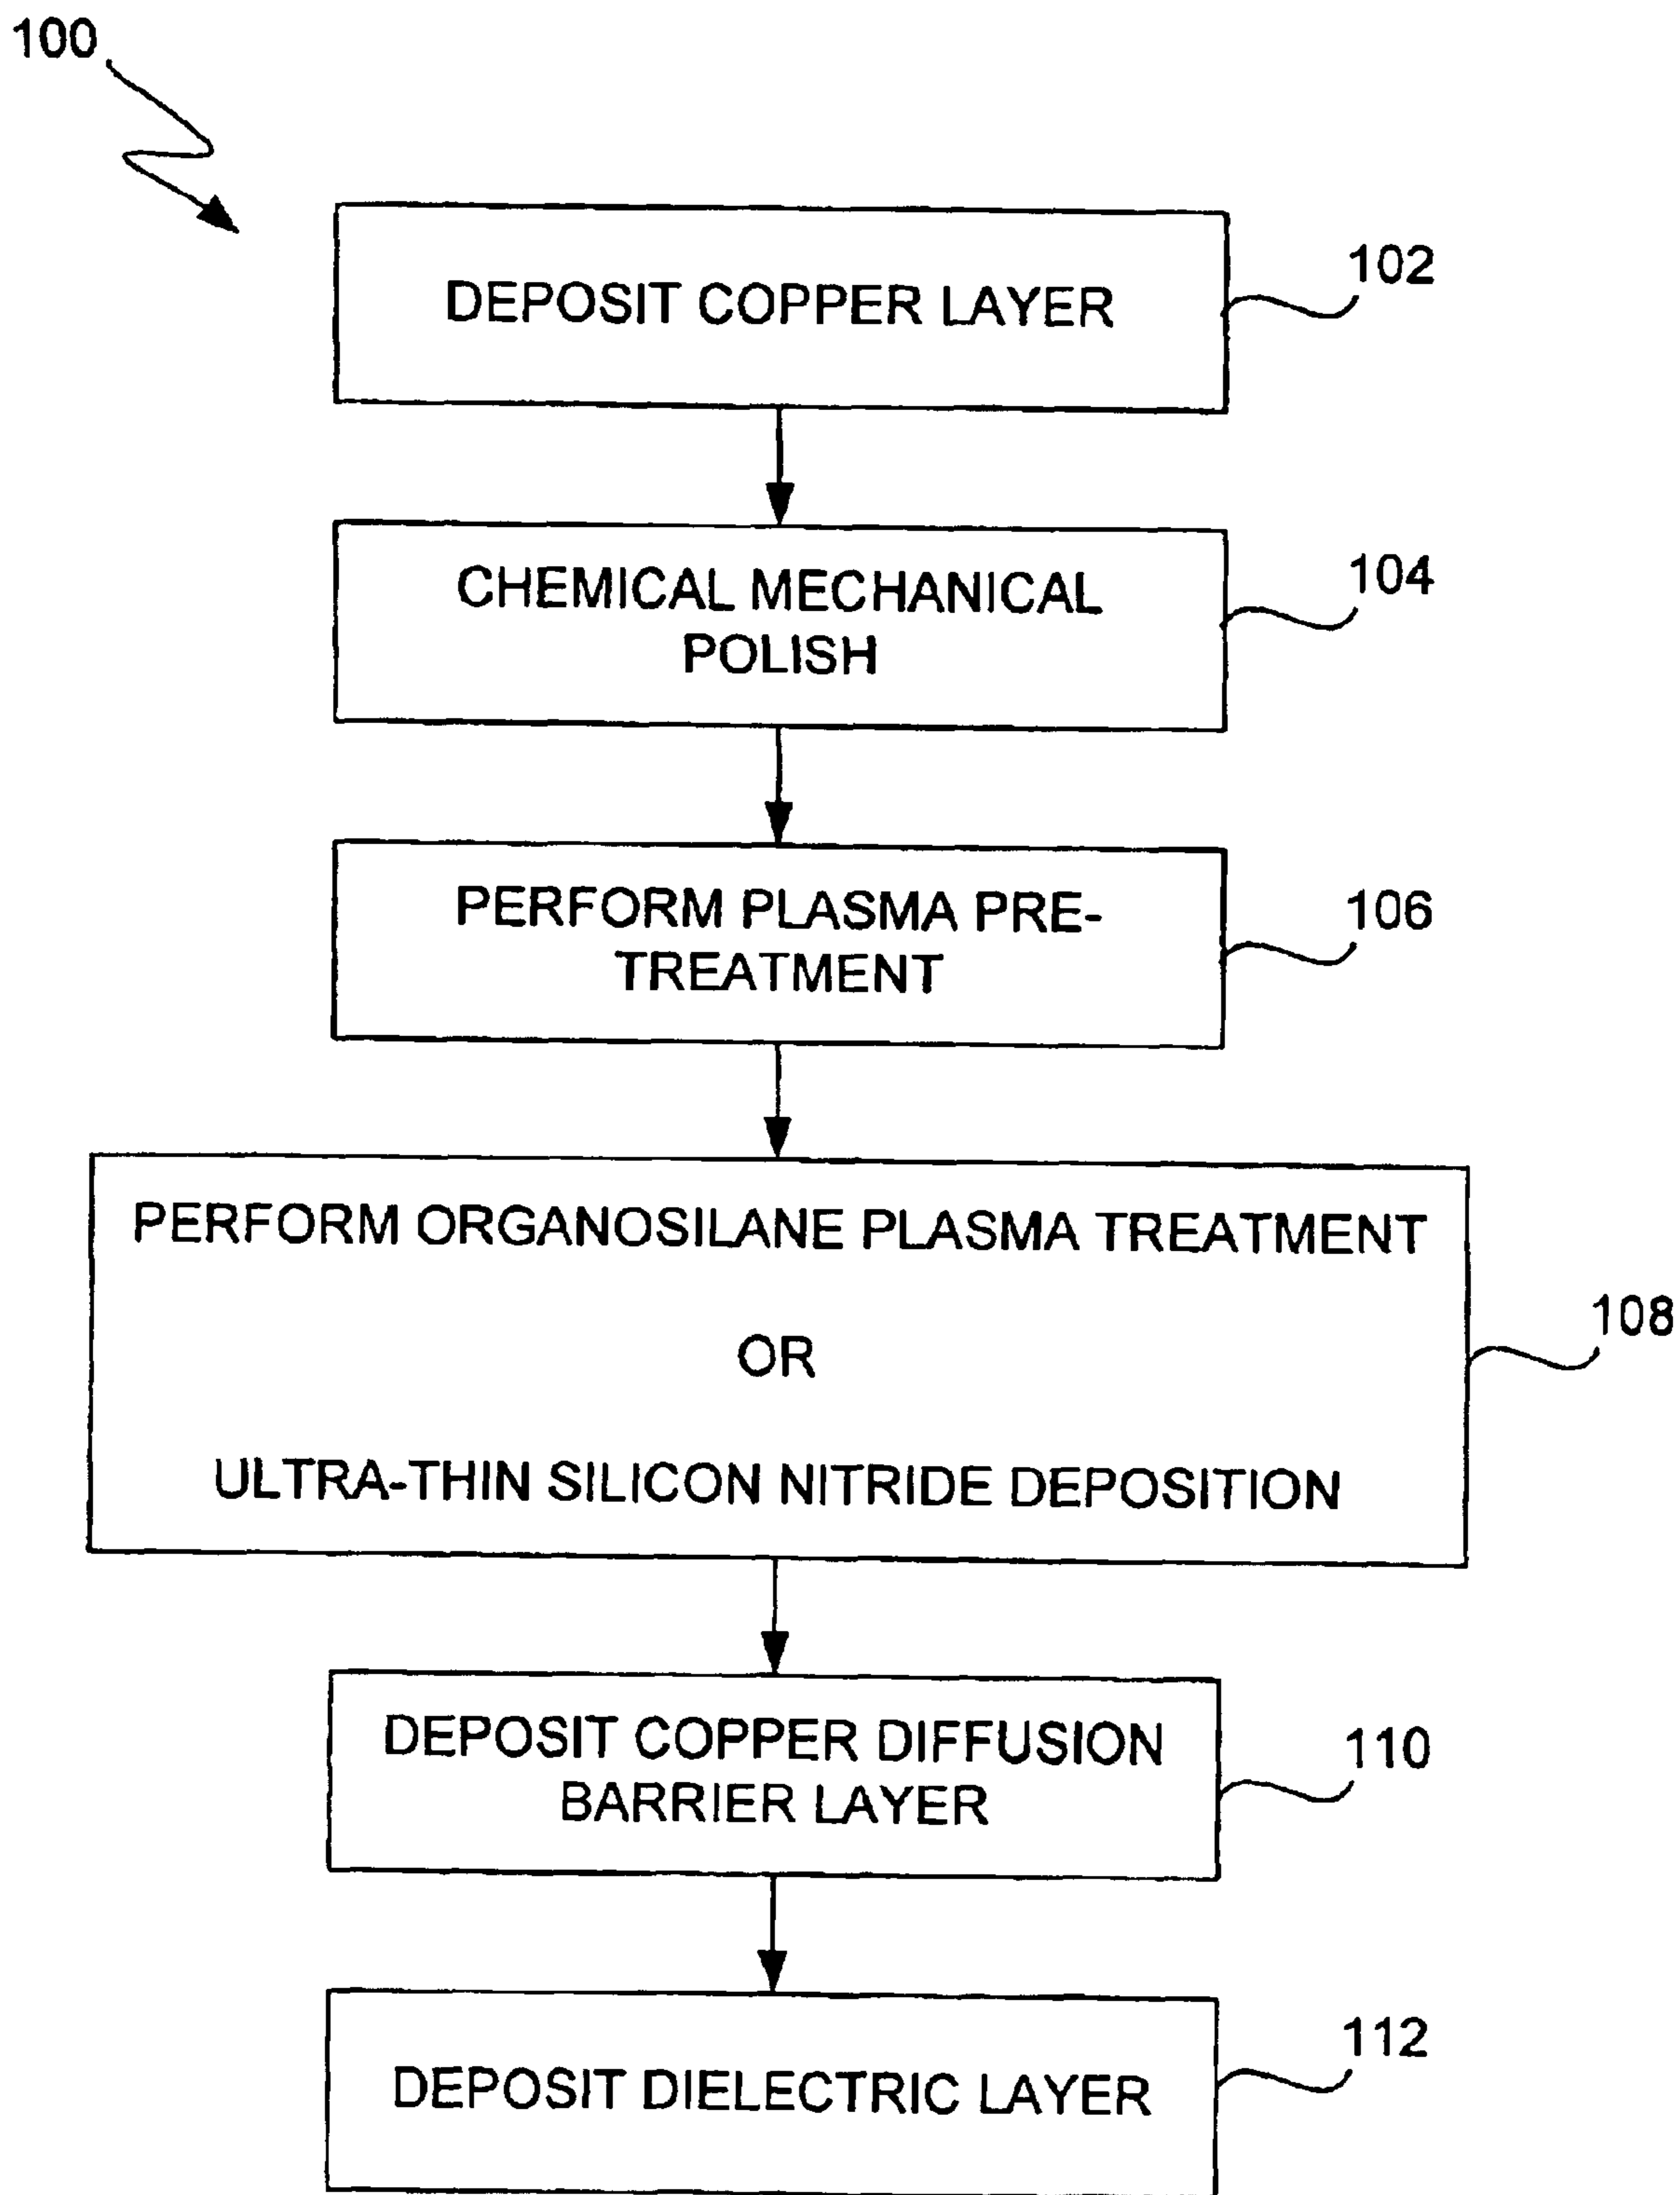 100
DEPOSIT COPPER LAYER
102
CHEMICAL MECHANICAL
POLISH
104
PERFORM PLASMA PRE-
TREATMENT
106
PERFORM ORGANOSILANE PLASMA TREATMENT
OR
ULTRA-THIN SILICON NITRIDE DEPOSITION
108
DEPOSIT COPPER DIFFUSION
BARRIER LAYER
110
DEPOSIT DIELECTRIC LAYER
112